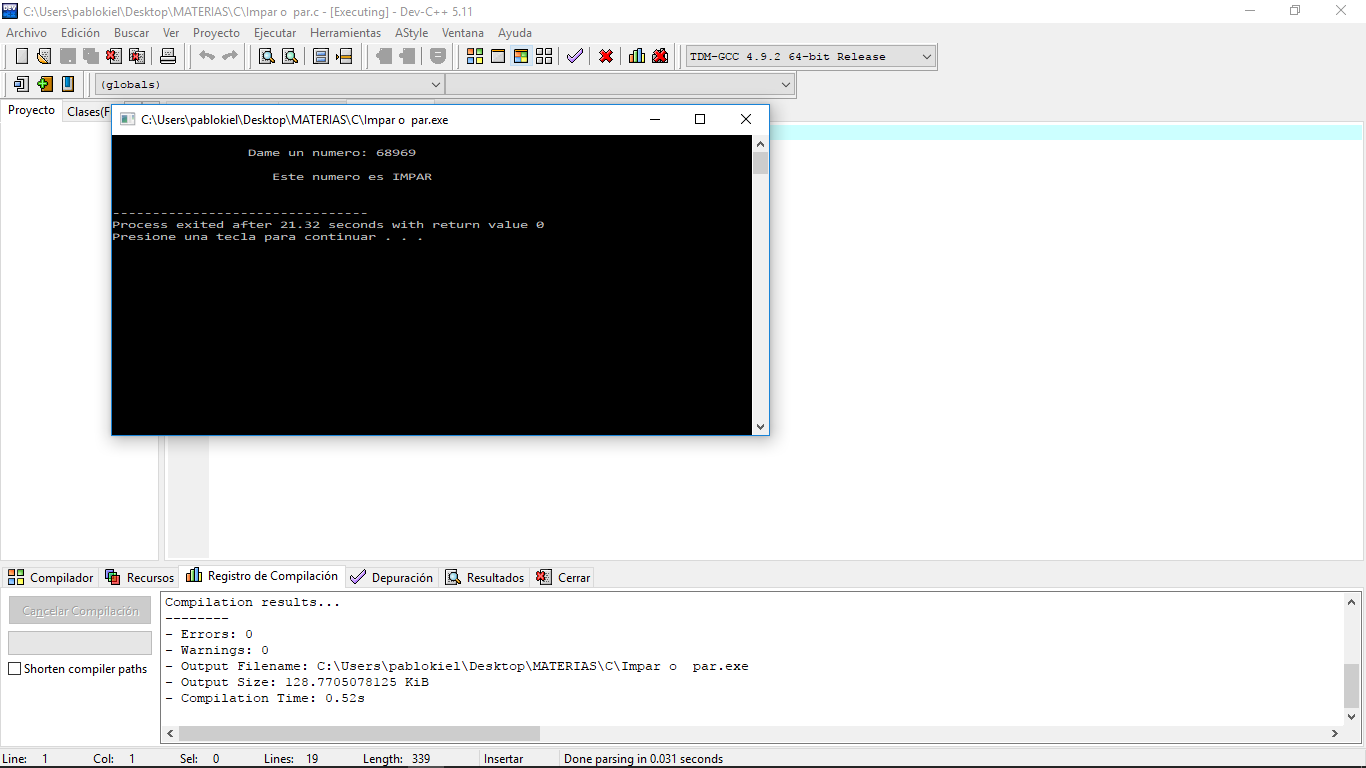 C:\Users\pablokiel\Desktop\MATERIAS\C\Impar o  par.c - [Executing] - Dev-C++ 5.11
Archivo Edición Buscar Ver Proyecto Ejecutar Herramientas AStyle Ventana Ayuda
TDM-GCC 4.9.2 64-bit Release
(globals)
Proyecto Clases(F
C:\Users\pablokiel\Desktop\MATERIAS\C\Impar o  par.exe
Dame un numero: 68969
Este numero es IMPAR
--------------------------------
Process exited after 21.32 seconds with return value 0
Presione una tecla para continuar . . .
Compilador Recursos Registro de Compilación Depuración Resultados Cerrar
Cancelar Compilación
Shorten compiler paths
Compilation results...
--------
- Errors: 0
- Warnings: 0
- Output Filename: C:\Users\pablokiel\Desktop\MATERIAS\C\Impar o  par.exe
- Output Size: 128.7705078125 KiB
- Compilation Time: 0.52s
Line: 1 Col: 1 Sel: 0 Lines: 19 Length: 339 Insertar Done parsing in 0.031 seconds